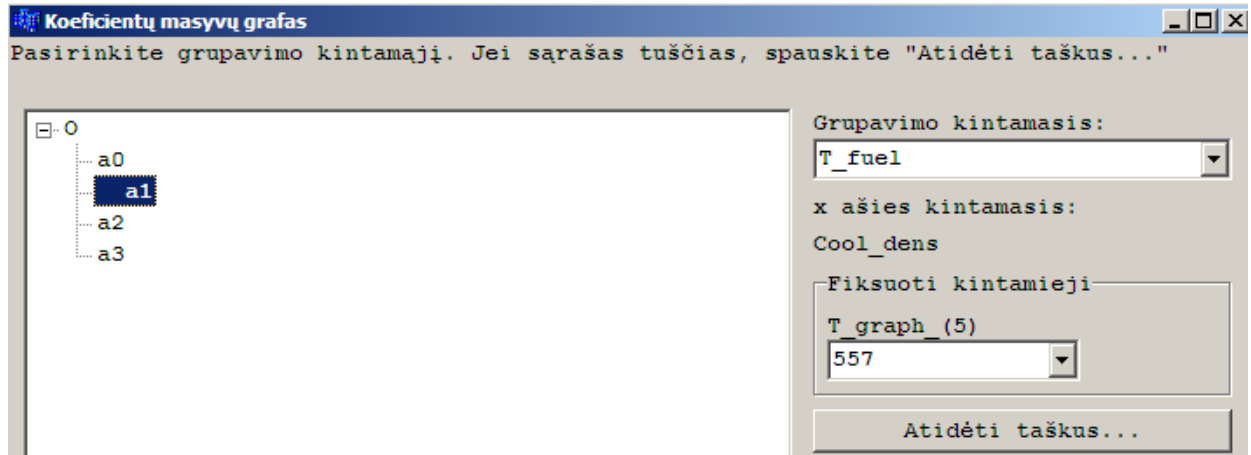 Koeficientų masyvų grafas
Pasirinkite grupavimo kintamąjį. Jei sąrašas tuščias, spauskite "Atidėti taškus..."
O
a0
a1
a2
a3
Grupavimo kintamasis:
T_fuel
x ašies kintamasis:
Cool_dens
Fiksuoti kintamieji
T_graph_(5)
557
Atidėti taškus...